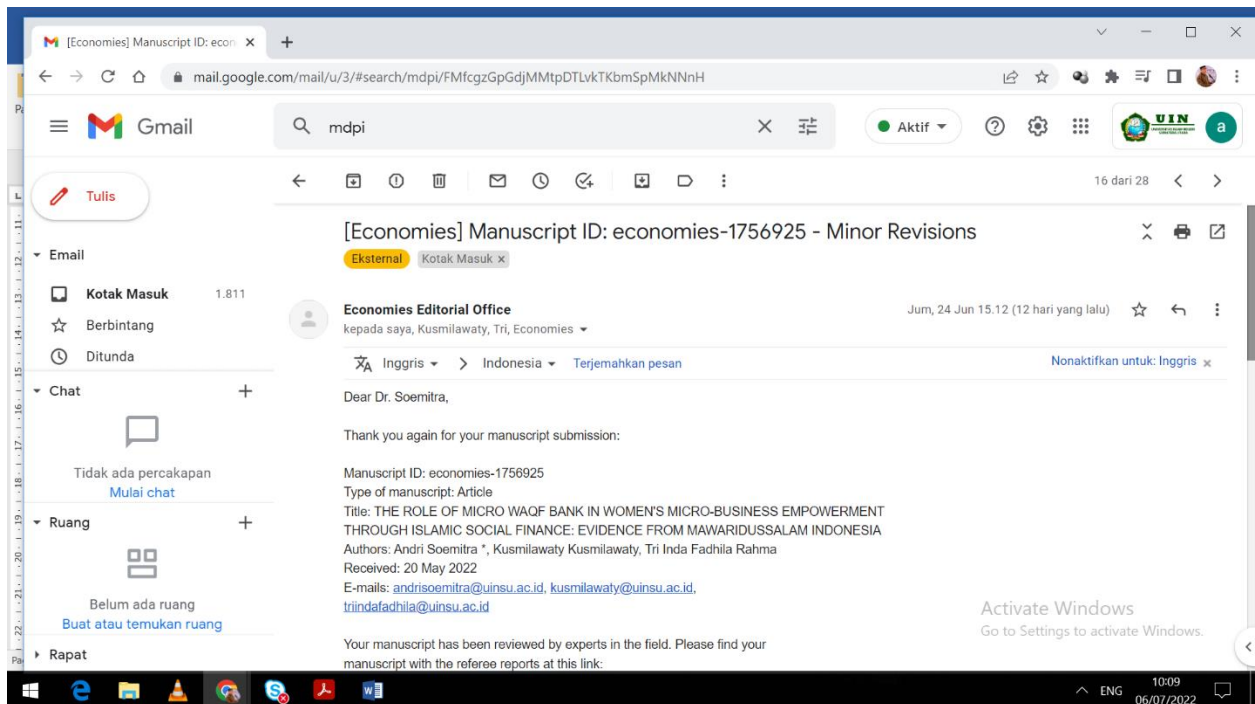 [Economies] Manuscript ID: econ
mail.google.com/mail/u/3/#search/mdpi/FMfcgzGpGdjMMtpDTLvkTKbmSpMkNNnH
Gmail
mdpi
Aktif
UIN
a
Tulis
16 dari 28
[Economies] Manuscript ID: economies-1756925 - Minor Revisions
Eksternal Kotak Masuk x
Email
Kotak Masuk 1.811
Berbintang
Ditunda
Economies Editorial Office
Jum, 24 Jun 15.12 (12 hari yang lalu)
kepada saya, Kusmilawaty, Tri, Economies
Inggris > Indonesia Terjemahkan pesan
Nonaktifkan untuk: Inggris x
Chat
Tidak ada percakapan
Mulai chat
Ruang
Belum ada ruang
Buat atau temukan ruang
Rapat
Dear Dr. Soemitra,
Thank you again for your manuscript submission:
Manuscript ID: economies-1756925
Type of manuscript: Article
Title: THE ROLE OF MICRO WAQF BANK IN WOMEN'S MICRO-BUSINESS EMPOWERMENT
THROUGH ISLAMIC SOCIAL FINANCE: EVIDENCE FROM MAWARIDUSSALAM INDONESIA
Authors: Andri Soemitra *, Kusmilawaty Kusmilawaty, Tri Inda Fadhila Rahma
Received: 20 May 2022
E-mails: andrisoemitra@uinsu.ac.id, kusmilawaty@uinsu.ac.id,
triindafadhila@uinsu.ac.id
Your manuscript has been reviewed by experts in the field. Please find your
manuscript with the referee reports at this link:
Activate Windows
Go to Settings to activate Windows.
ENG
10:09
06/07/2022